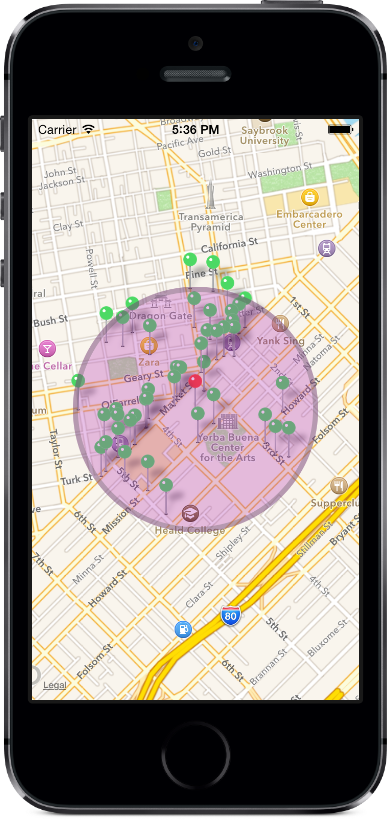 Carrier 5:36 PM
Broadway
Pacific Ave
Saybrook
University
Gold St
Washington St
John St
Jackson St
Embarcadero
Center
Transamerica
Pyramid
Clay St
California St
Powell St
Pine St
Bush St
Dragon Gate
1st St
Yank Sing
Minna St
Zara
Geary St
2nd
Howard St
O'Farrell
Market St
Folsom St
4th St
Yerba Buena
Center
for the Arts
3rd St
Taylor St
Turk St
5th St
Mission St
6th St
Supperclu
Heald College
Shipley St
Stillman St
Bryant St
7th St
Minna St
Howard St
Clara St
4th St
80
5th St
Bluxome St
Folsom St
6th St
Legal